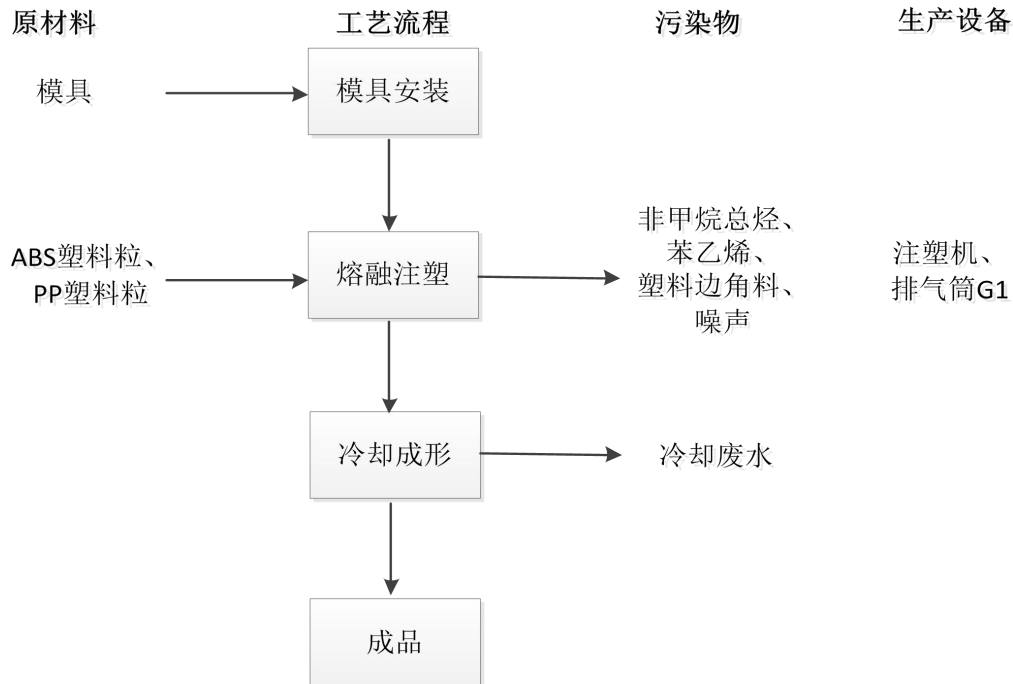 原材料
工艺流程
污染物
生产设备
模具
模具安装
ABS塑料粒、
PP塑料粒
熔融注塑
非甲烷总烃、
苯乙烯、
塑料边角料、
噪声
注塑机、
排气筒G1
冷却成形
冷却废水
成品